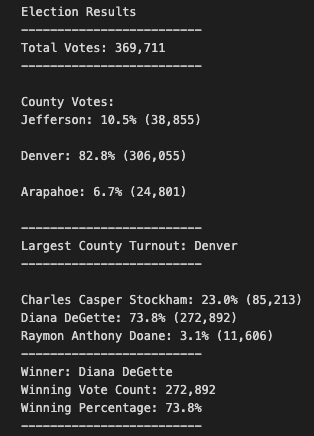 Election Results
-------------------------
Total Votes: 369,711
-------------------------
County Votes:
Jefferson: 10.5% (38,855)
Denver: 82.8% (306,055)
Arapahoe: 6.7% (24,801)
-------------------------
Largest County Turnout: Denver
-------------------------
Charles Casper Stockham: 23.0% (85,213)
Diana DeGette: 73.8% (272,892)
Raymon Anthony Doane: 3.1% (11,606)
-------------------------
Winner: Diana DeGette
Winning Vote Count: 272,892
Winning Percentage: 73.8%
-------------------------